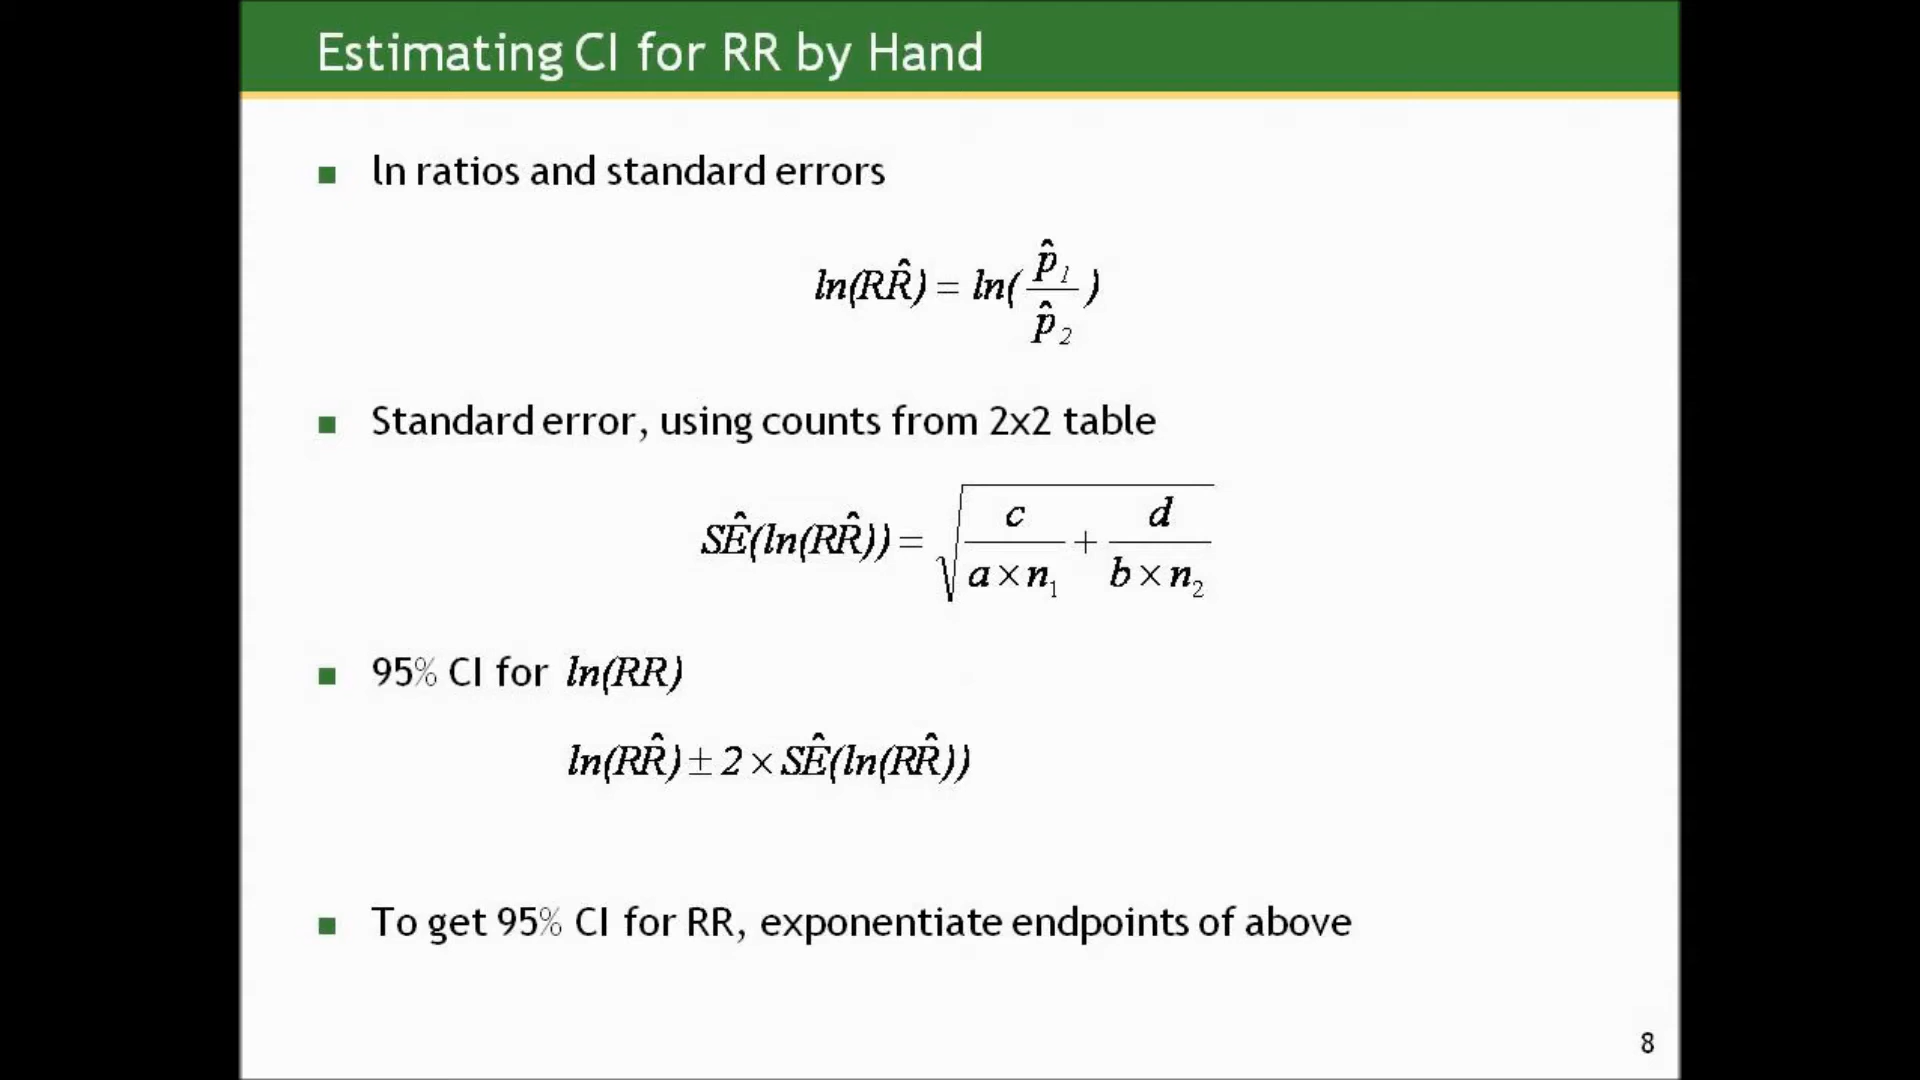 Estimating CI for RR by Hand
■ ln ratios and standard errors
ln(RR̂) = ln(p̂₁/p̂₂)
■ Standard error, using counts from 2x2 table
SÊ(ln(RR̂)) = √(c/(a×n₁) + d/(b×n₂))
■ 95% CI for ln(RR)
ln(RR̂) ± 2 × SÊ(ln(RR̂))
■ To get 95% CI for RR, exponentiate endpoints of above
8